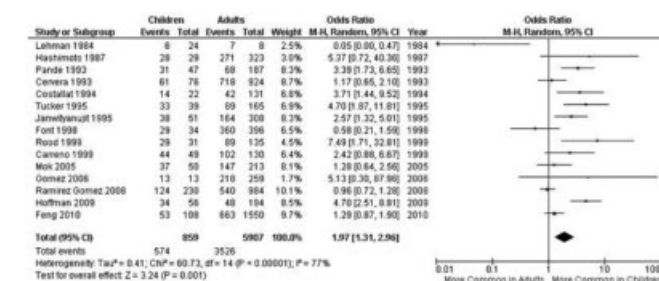 Children Adults Odds Ratio Odds Ratio
Study or Subgroup Events Total Events Total Weight M-H, Random, 95% CI Year M-H, Random, 95% CI
Lehman 1984 6 24 7 8 2.5% 0.05 [0.00, 0.47] 1984
Hashimoto 1987 28 29 271 323 3.0% 5.37 [0.72, 40.36] 1987
Pande 1993 31 47 68 187 8.1% 3.39 [1.73, 6.65] 1993
Cervera 1993 61 76 718 924 8.7% 1.17 [0.65, 2.10] 1993
Costallat 1994 14 22 42 131 6.3% 3.71 [1.44, 9.52] 1994
Tucker 1995 33 39 89 165 6.4% 4.70 [1.87, 11.81] 1995
Janwityanujit 1995 38 51 164 308 8.1% 2.57 [1.32, 5.01] 1995
Font 1998 29 34 360 396 5.9% 0.58 [0.21, 1.59] 1998
Rood 1999 29 31 89 135 4.2% 7.49 [1.71, 32.81] 1999
Carreno 1999 44 49 102 130 5.9% 2.42 [0.88, 6.67] 1999
Mok 2005 37 50 147 213 8.0% 1.28 [0.64, 2.56] 2005
Gomez 2006 13 13 218 259 5.13 [0.30, 87.86] 2006
Ramirez Gomez 2008 124 230 540 984 0.96 [0.72, 1.28] 2008
Hoffman 2009 34 56 48 194 4.70 [2.51, 8.81] 2009
Feng 2010 53 108 663 1550 1.29 [0.87, 1.90] 2010
Total (95% CI) 859 5907 100.0% 1.97 [1.31, 2.96]
Total events 574 3526
Heterogeneity: Tau² = 0.41; Chi² = 60.73, df = 14 (P < 0.00001); I² = 77%
Test for overall effect: Z = 3.24 (P = 0.001)
0.01 0.1 1 10 100
More Common in Adults More Common in Children